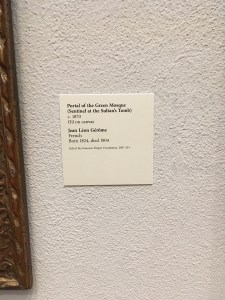 Portal of the Green Mosque
(Sentinel at the Sultan's Tomb)
c. 1870
Oil on canvas
Jean Léon Gérôme
French
Born 1824, died 1904